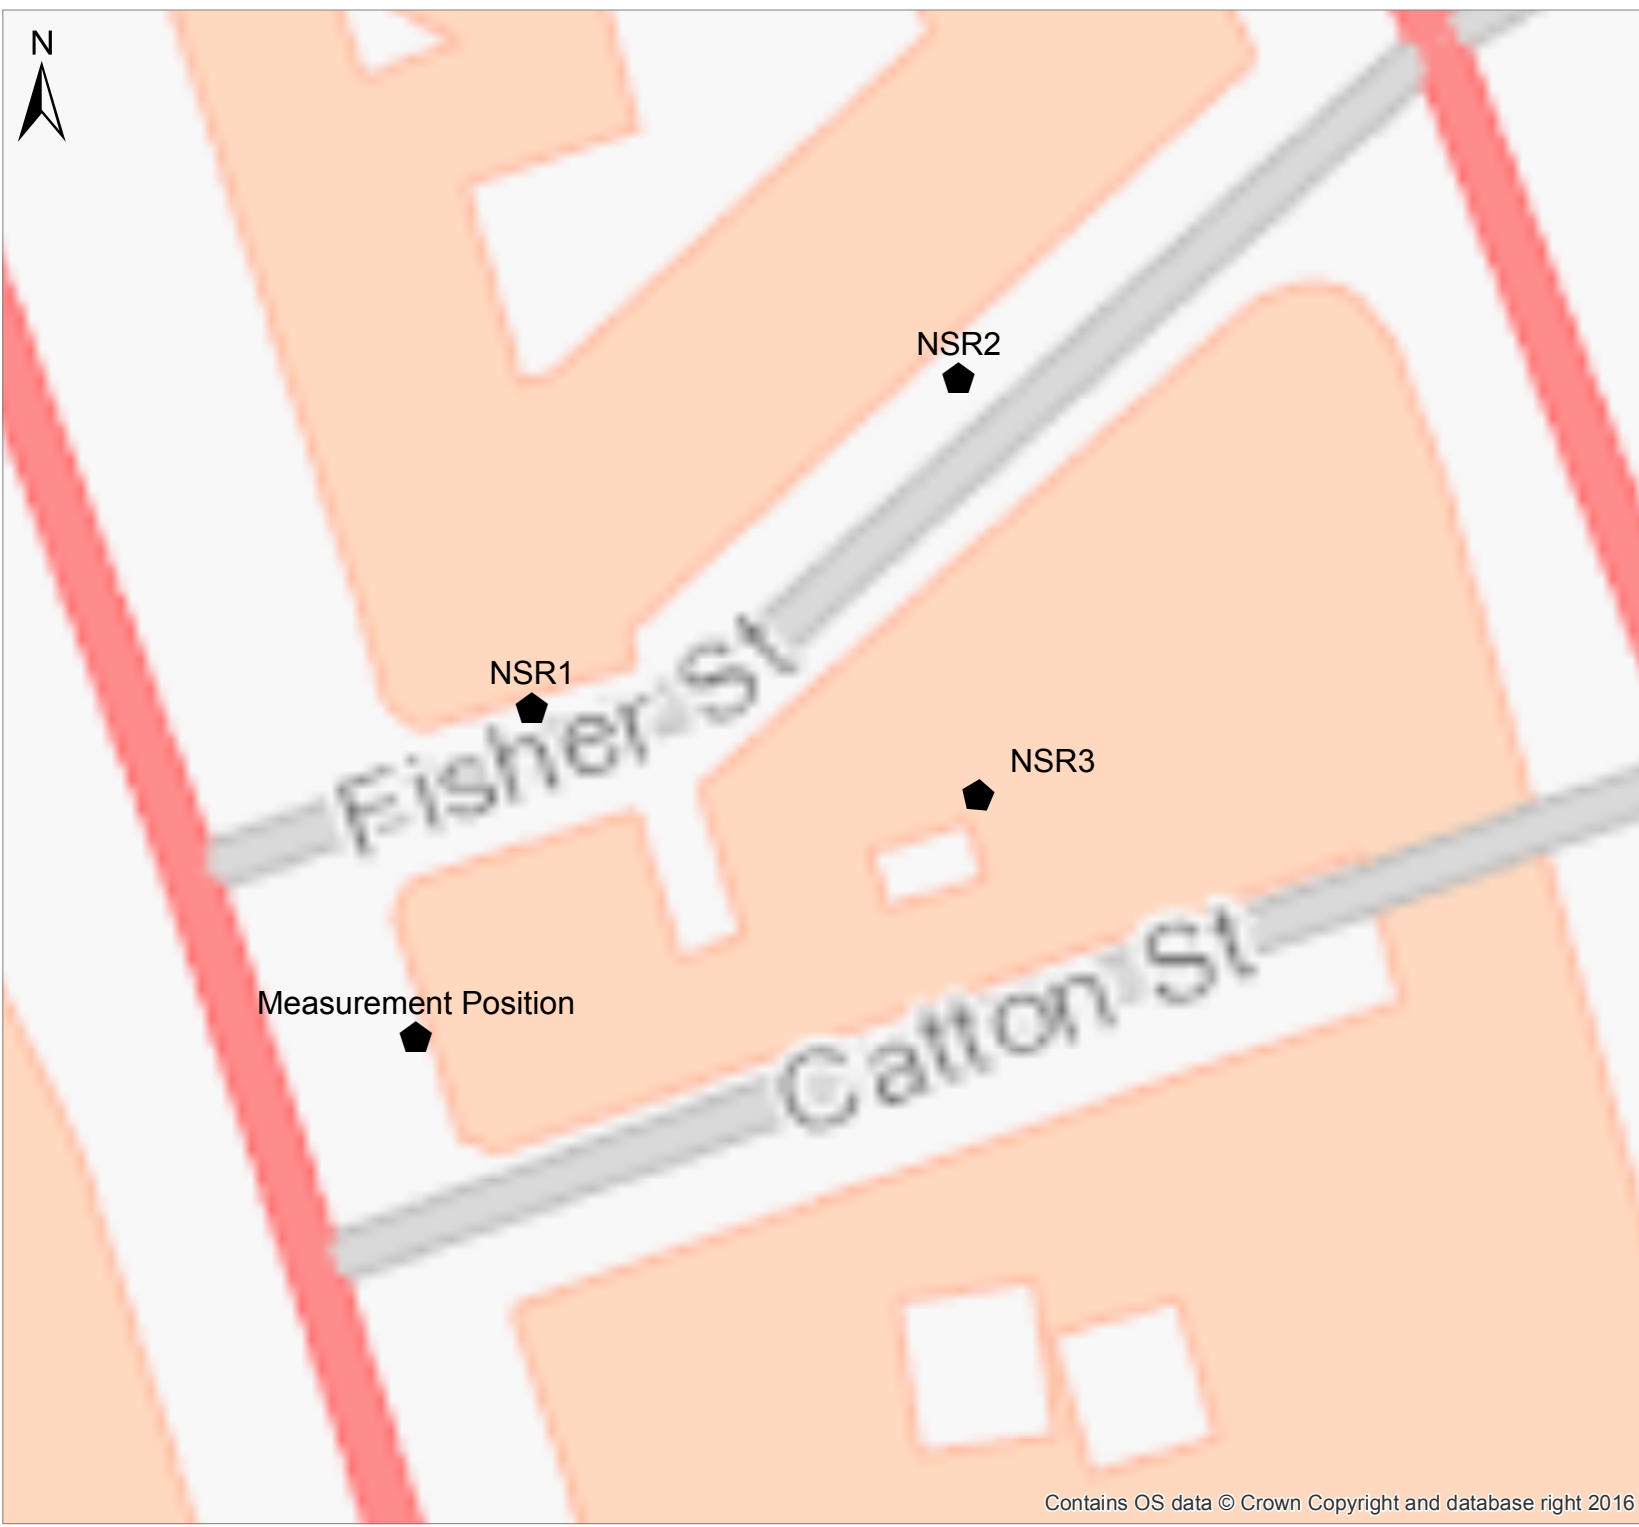 N
NSR2
NSR1
Fisher St
NSR3
Catton St
Measurement Position
Contains OS data © Crown Copyright and database right 2016